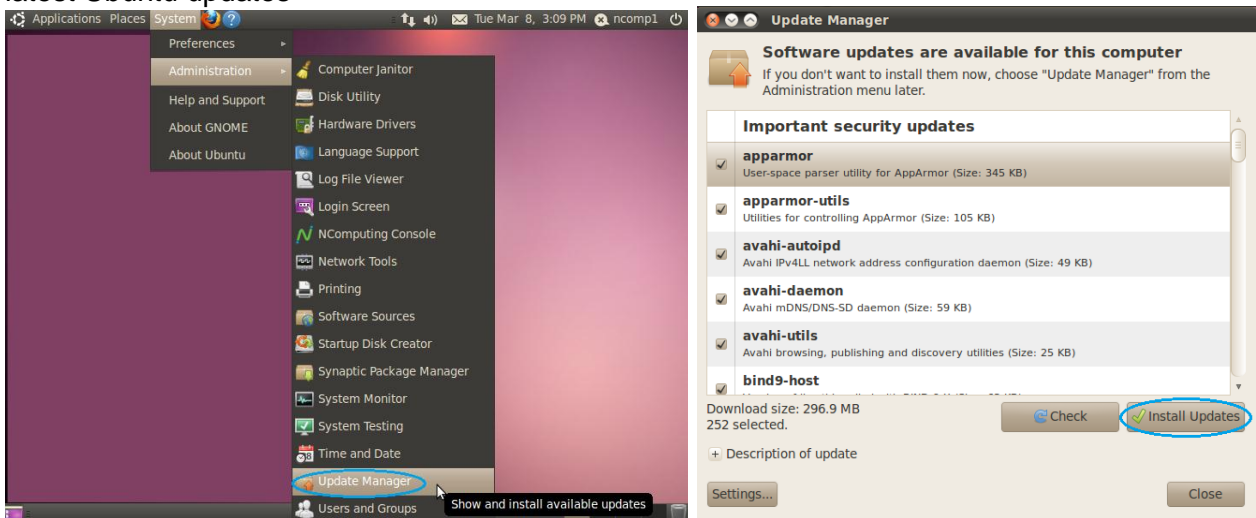 latest Ubuntu updates
Applications Places System
Tue Mar 8, 3:09 PM ncomp1
Preferences
Administration
Help and Support
About GNOME
About Ubuntu
Computer Janitor
Disk Utility
Hardware Drivers
Language Support
Log File Viewer
Login Screen
NComputing Console
Network Tools
Printing
Software Sources
Startup Disk Creator
Synaptic Package Manager
System Monitor
System Testing
Time and Date
Update Manager
Users and Groups
Show and install available updates
Update Manager
Software updates are available for this computer
If you don't want to install them now, choose "Update Manager" from the
Administration menu later.
Important security updates
apparmor
User-space parser utility for AppArmor (Size: 345 KB)
apparmor-utils
Utilities for controlling AppArmor (Size: 105 KB)
avahi-autoipd
Avahi IPv4LL network address configuration daemon (Size: 49 KB)
avahi-daemon
Avahi mDNS/DNS-SD daemon (Size: 59 KB)
avahi-utils
Avahi browsing, publishing and discovery utilities (Size: 25 KB)
bind9-host
Download size: 296.9 MB
252 selected.
Check
Install Updates
Description of update
Settings...
Close